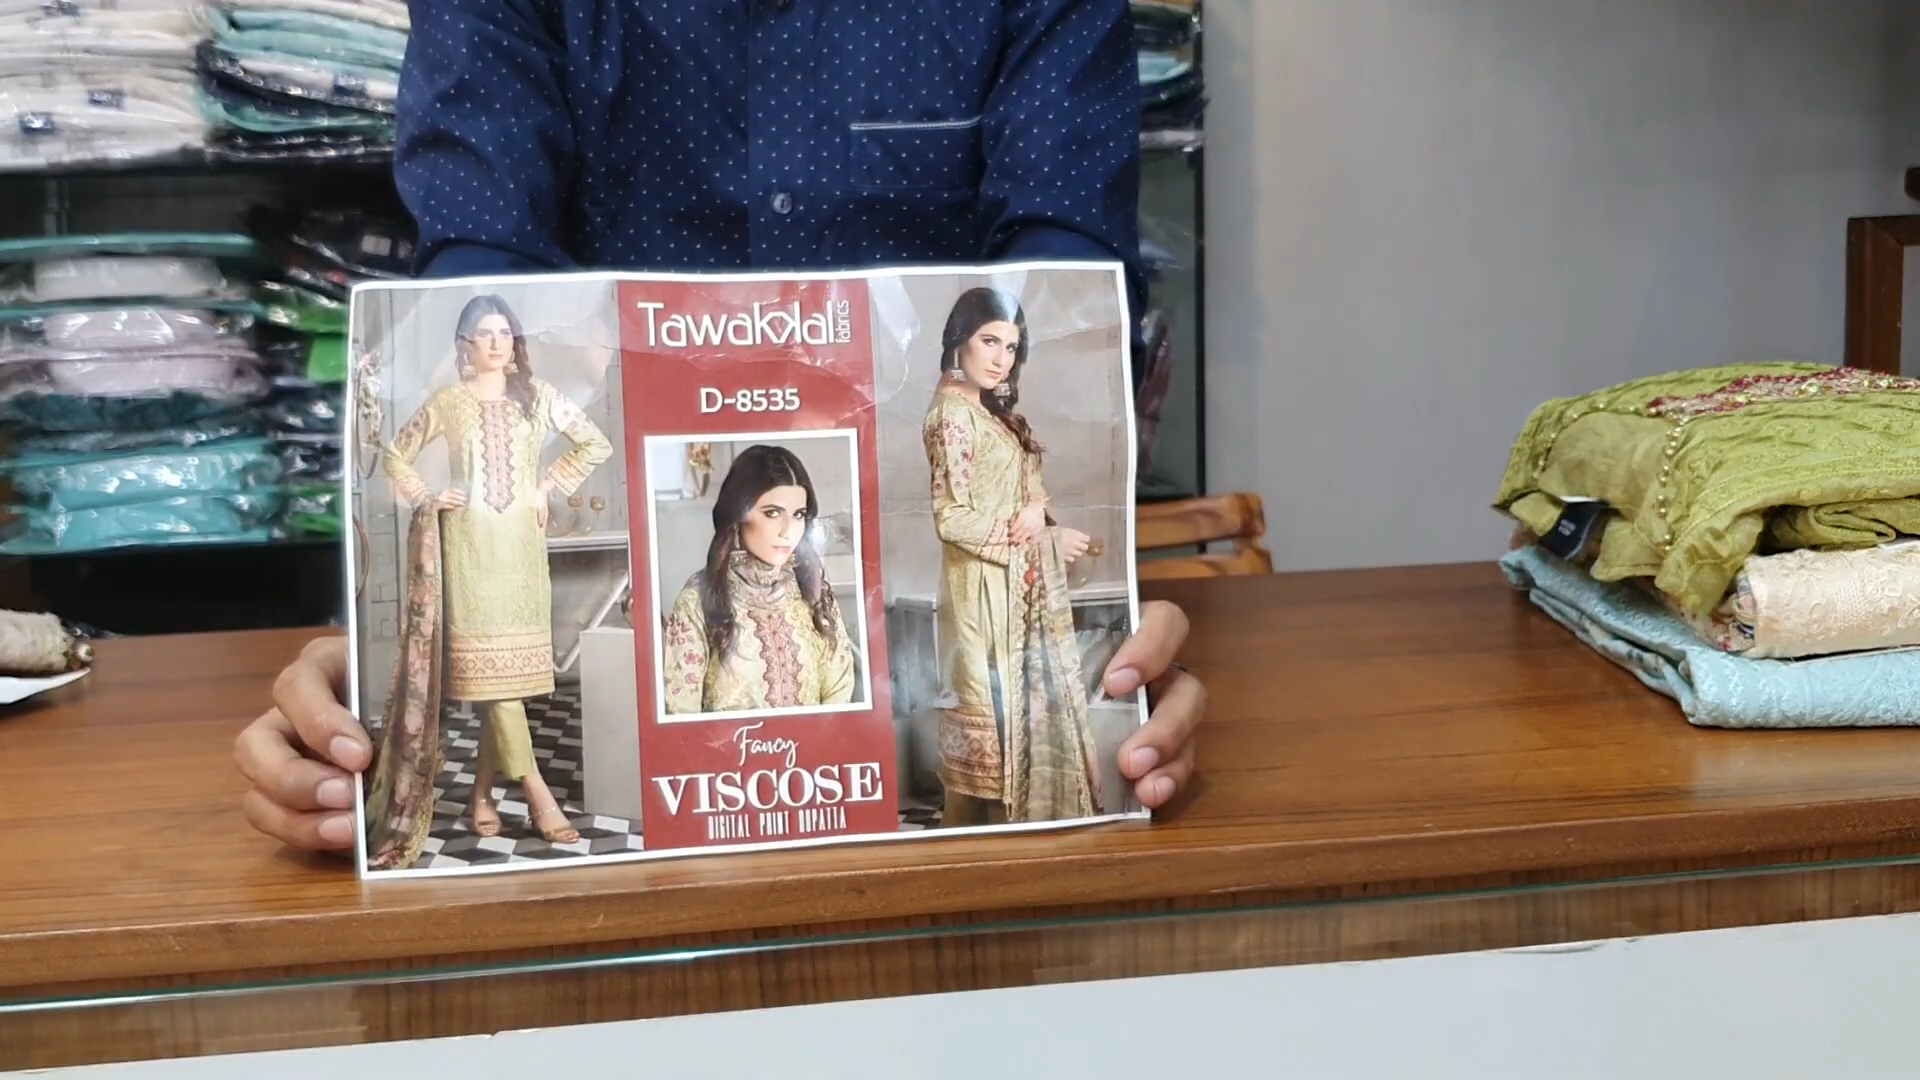 Tawakkal fabrics
D-8535
Fancy
VISCOSE
DIGITAL PRINT DUPATTA